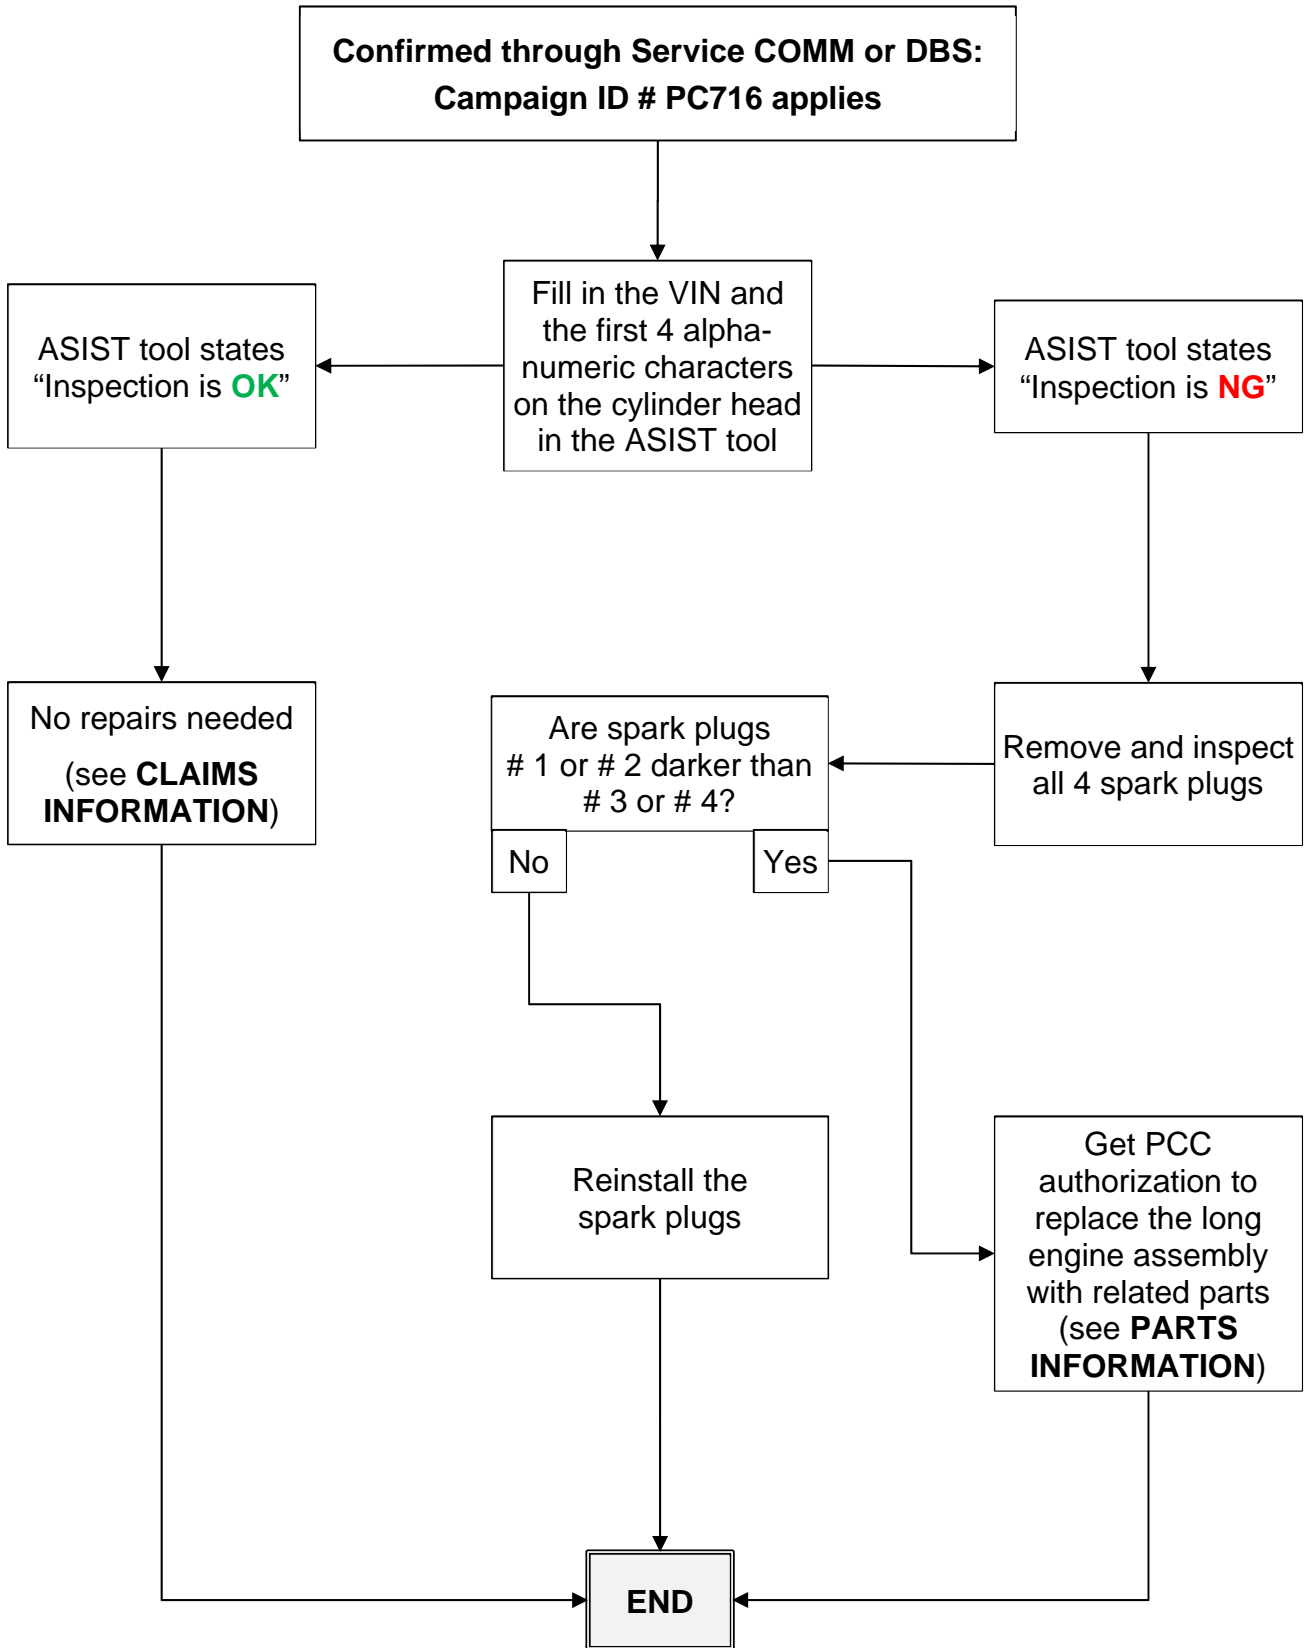 Confirmed through Service COMM or DBS:
Campaign ID # PC716 applies
Fill in the VIN and
the first 4 alpha-
numeric characters
on the cylinder head
in the ASIST tool
ASIST tool states
“Inspection is OK”
ASIST tool states
“Inspection is NG”
No repairs needed
(see CLAIMS
INFORMATION)
Are spark plugs
# 1 or # 2 darker than
# 3 or # 4?
No
Yes
Remove and inspect
all 4 spark plugs
Reinstall the
spark plugs
Get PCC
authorization to
replace the long
engine assembly
with related parts
(see PARTS
INFORMATION)
END